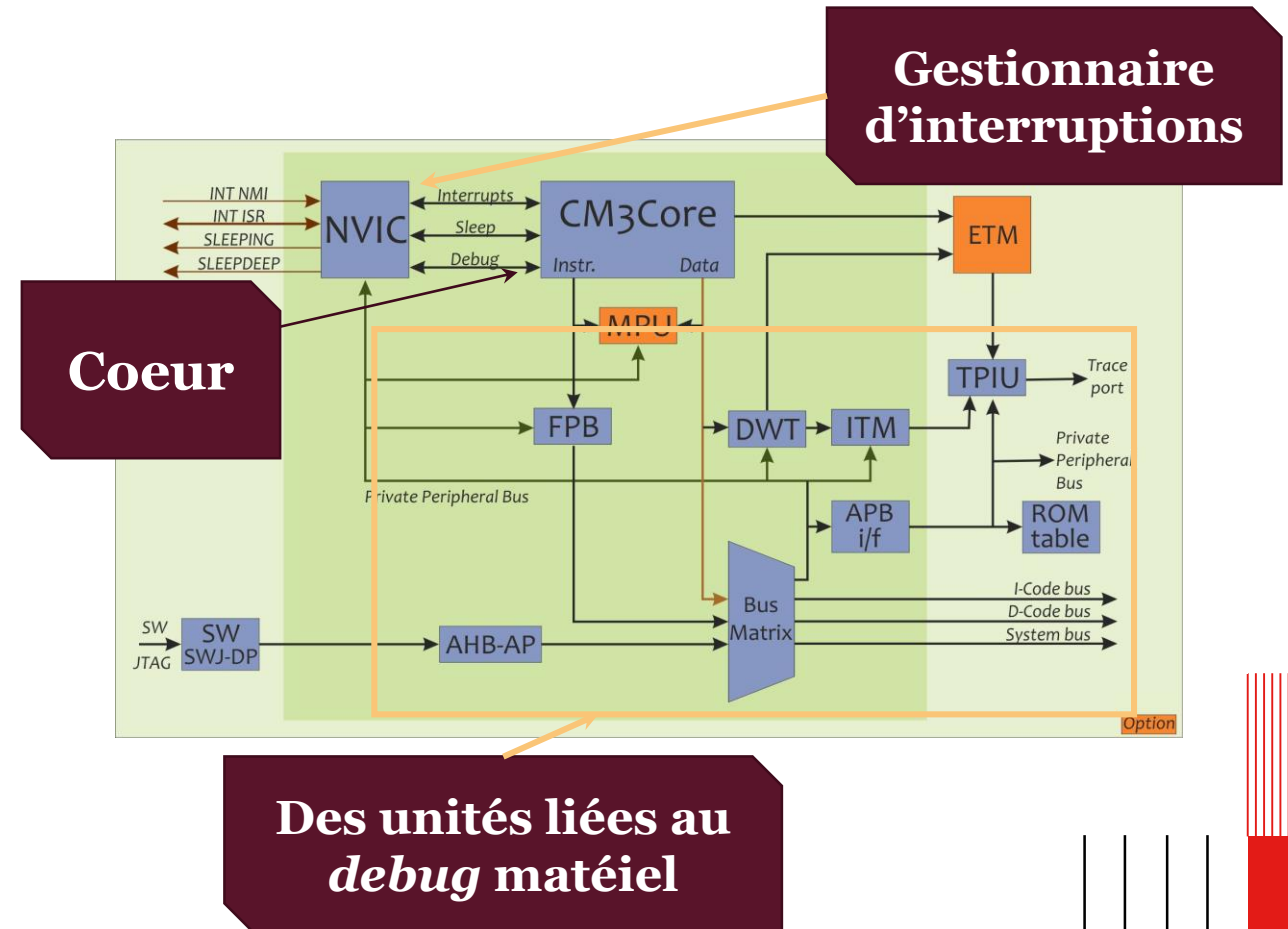 Gestionnaire
d'interruptions
INT NMI
INT ISR
SLEEPING
SLEEPDEEP
NVIC
Interrupts
Sleep
Debug
CM3Core
Instr.
Data
ETM
Coeur
MPU
TPIU
Trace
port
FPB
DWT
ITM
Private
Peripheral
Bus
Private Peripheral Bus
APB
i/f
ROM
table
Bus
Matrix
I-Code bus
D-Code bus
System bus
SW
JTAG
SW
SWJ-DP
AHB-AP
Option
Des unités liées au
debug matéiel